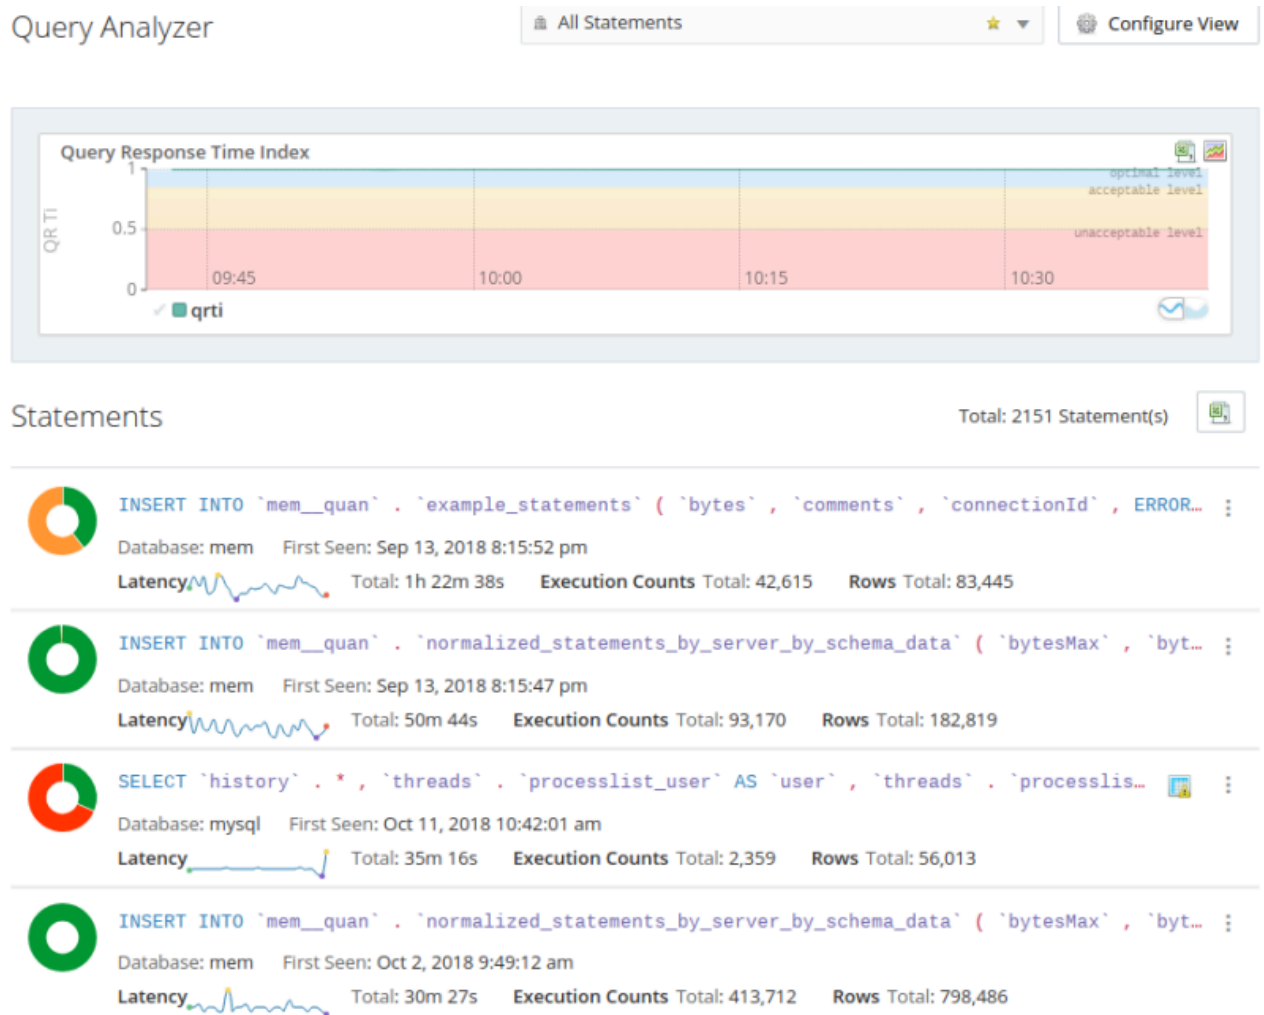 Query Analyzer
All Statements
Configure View
Query Response Time Index
1
optimal level
acceptable level
QR Ti
0.5
unacceptable level
09:45 10:00 10:15 10:30
0
qrti
Statements
Total: 2151 Statement(s)
INSERT INTO `mem__quan` . `example_statements` ( `bytes` , `comments` , `connectionId` , ERROR…
Database: mem First Seen: Sep 13, 2018 8:15:52 pm
Latency Total: 1h 22m 38s Execution Counts Total: 42,615 Rows Total: 83,445
INSERT INTO `mem__quan` . `normalized_statements_by_server_by_schema_data` ( `bytesMax` , `byt…
Database: mem First Seen: Sep 13, 2018 8:15:47 pm
Latency Total: 50m 44s Execution Counts Total: 93,170 Rows Total: 182,819
SELECT `history` . * , `threads` . `processlist_user` AS `user` , `threads` . `processlis…
Database: mysql First Seen: Oct 11, 2018 10:42:01 am
Latency Total: 35m 16s Execution Counts Total: 2,359 Rows Total: 56,013
INSERT INTO `mem__quan` . `normalized_statements_by_server_by_schema_data` ( `bytesMax` , `byt…
Database: mem First Seen: Oct 2, 2018 9:49:12 am
Latency Total: 30m 27s Execution Counts Total: 413,712 Rows Total: 798,486